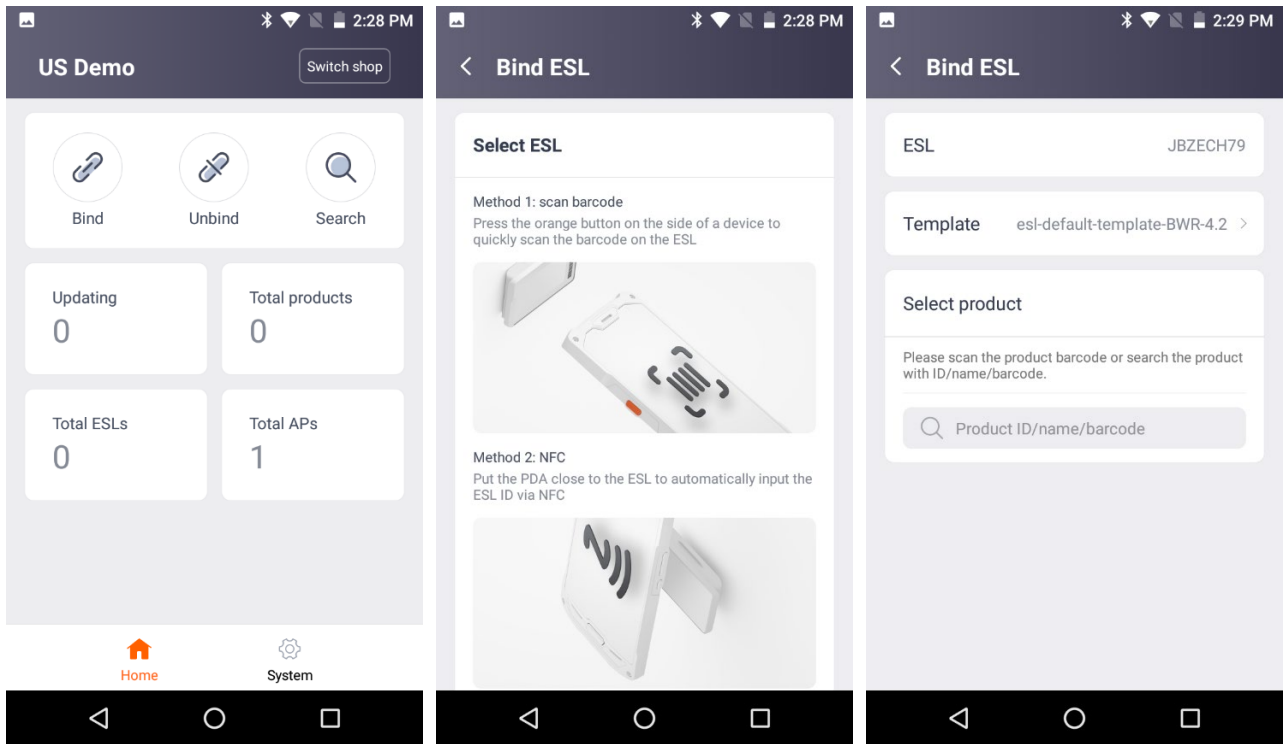 2:28 PM
US Demo
Switch shop
Bind
Unbind
Search
Updating
0
Total products
0
Total ESLs
0
Total APs
1
Home
System
2:28 PM
Bind ESL
Select ESL
Method 1: scan barcode
Press the orange button on the side of a device to
quickly scan the barcode on the ESL
Method 2: NFC
Put the PDA close to the ESL to automatically input the
ESL ID via NFC
2:29 PM
Bind ESL
ESL
JBZECH79
Template
esl-default-template-BWR-4.2
Select product
Please scan the product barcode or search the product
with ID/name/barcode.
Product ID/name/barcode